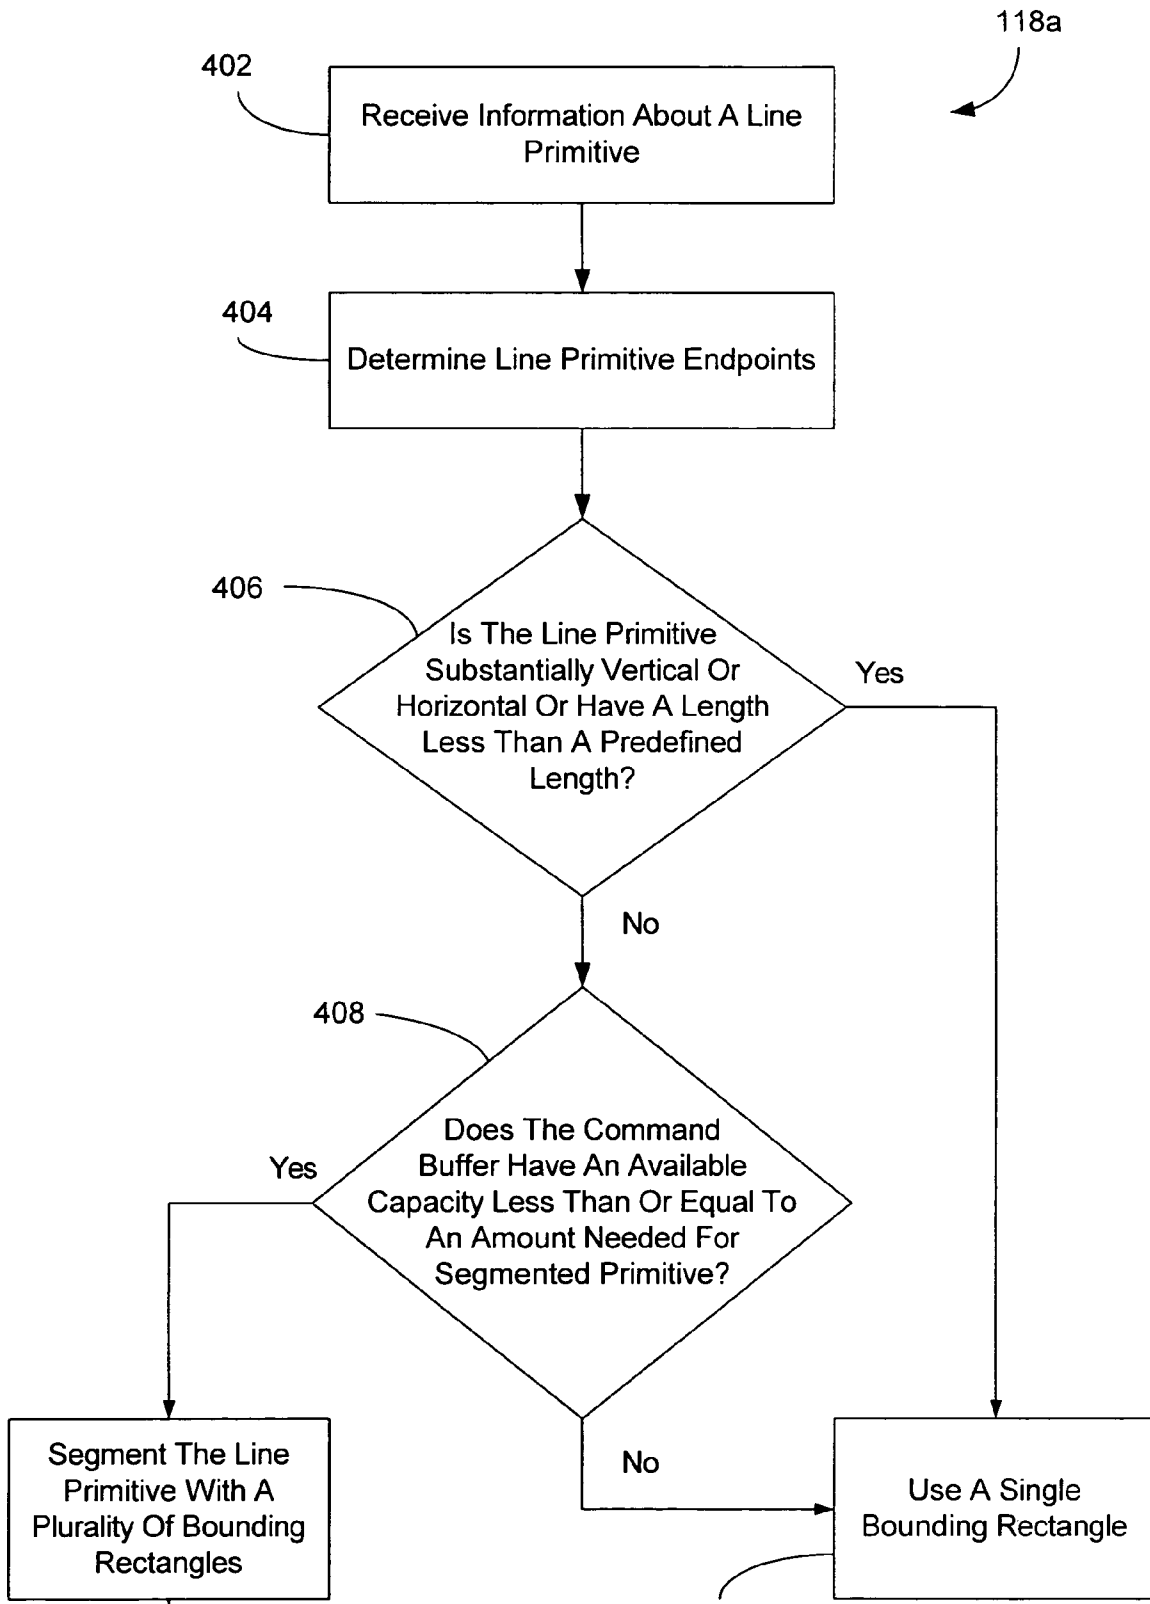 118a
402
Receive Information About A Line
Primitive
404
Determine Line Primitive Endpoints
406
Is The Line Primitive
Substantially Vertical Or
Horizontal Or Have A Length
Less Than A Predefined
Length?
Yes
No
408
Does The Command
Buffer Have An Available
Capacity Less Than Or Equal To
An Amount Needed For
Segmented Primitive?
Yes
No
Segment The Line
Primitive With A
Plurality Of Bounding
Rectangles
Use A Single
Bounding Rectangle